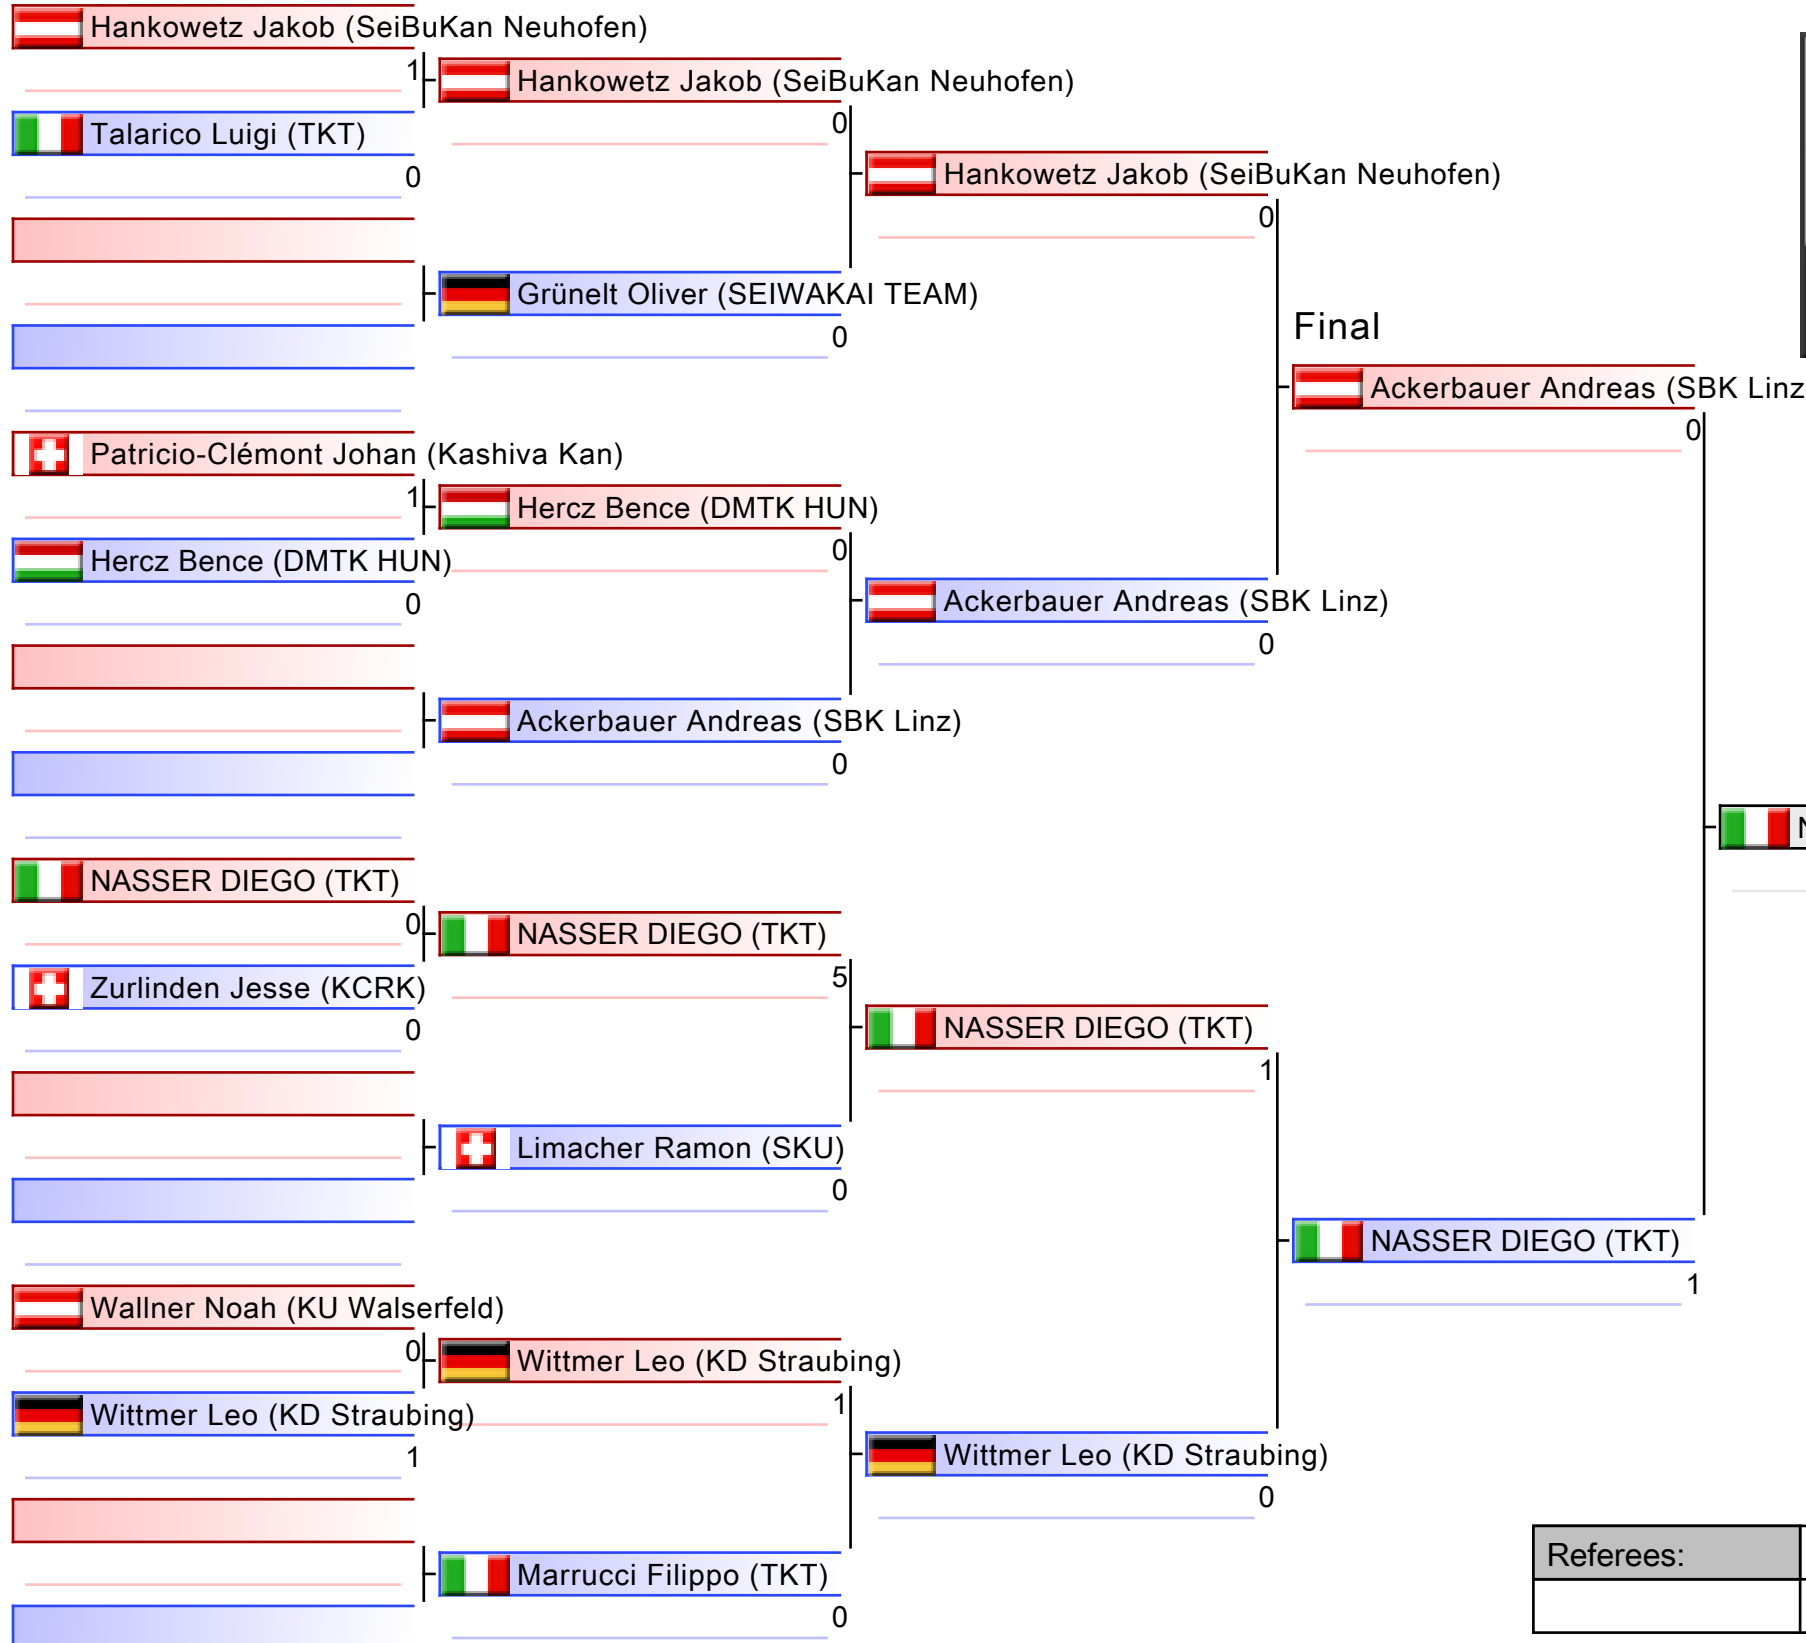 Hankowetz Jakob (SeiBuKan Neuhofen)
1
Hankowetz Jakob (SeiBuKan Neuhofen)
0
Talarico Luigi (TKT)
0
Hankowetz Jakob (SeiBuKan Neuhofen)
0
Grünelt Oliver (SEIWAKAI TEAM)
0
Final
Ackerbauer Andreas (SBK Linz
0
Patricio-Clémont Johan (Kashiva Kan)
1
Hercz Bence (DMTK HUN)
0
Hercz Bence (DMTK HUN)
0
Ackerbauer Andreas (SBK Linz)
0
Ackerbauer Andreas (SBK Linz)
0
NASSER DIEGO (TKT)
0
NASSER DIEGO (TKT)
5
Zurlinden Jesse (KCRK)
0
NASSER DIEGO (TKT)
1
Limacher Ramon (SKU)
0
NASSER DIEGO (TKT)
1
Wallner Noah (KU Walserfeld)
0
Wittmer Leo (KD Straubing)
1
Wittmer Leo (KD Straubing)
1
Wittmer Leo (KD Straubing)
0
Marrucci Filippo (TKT)
0
Referees: